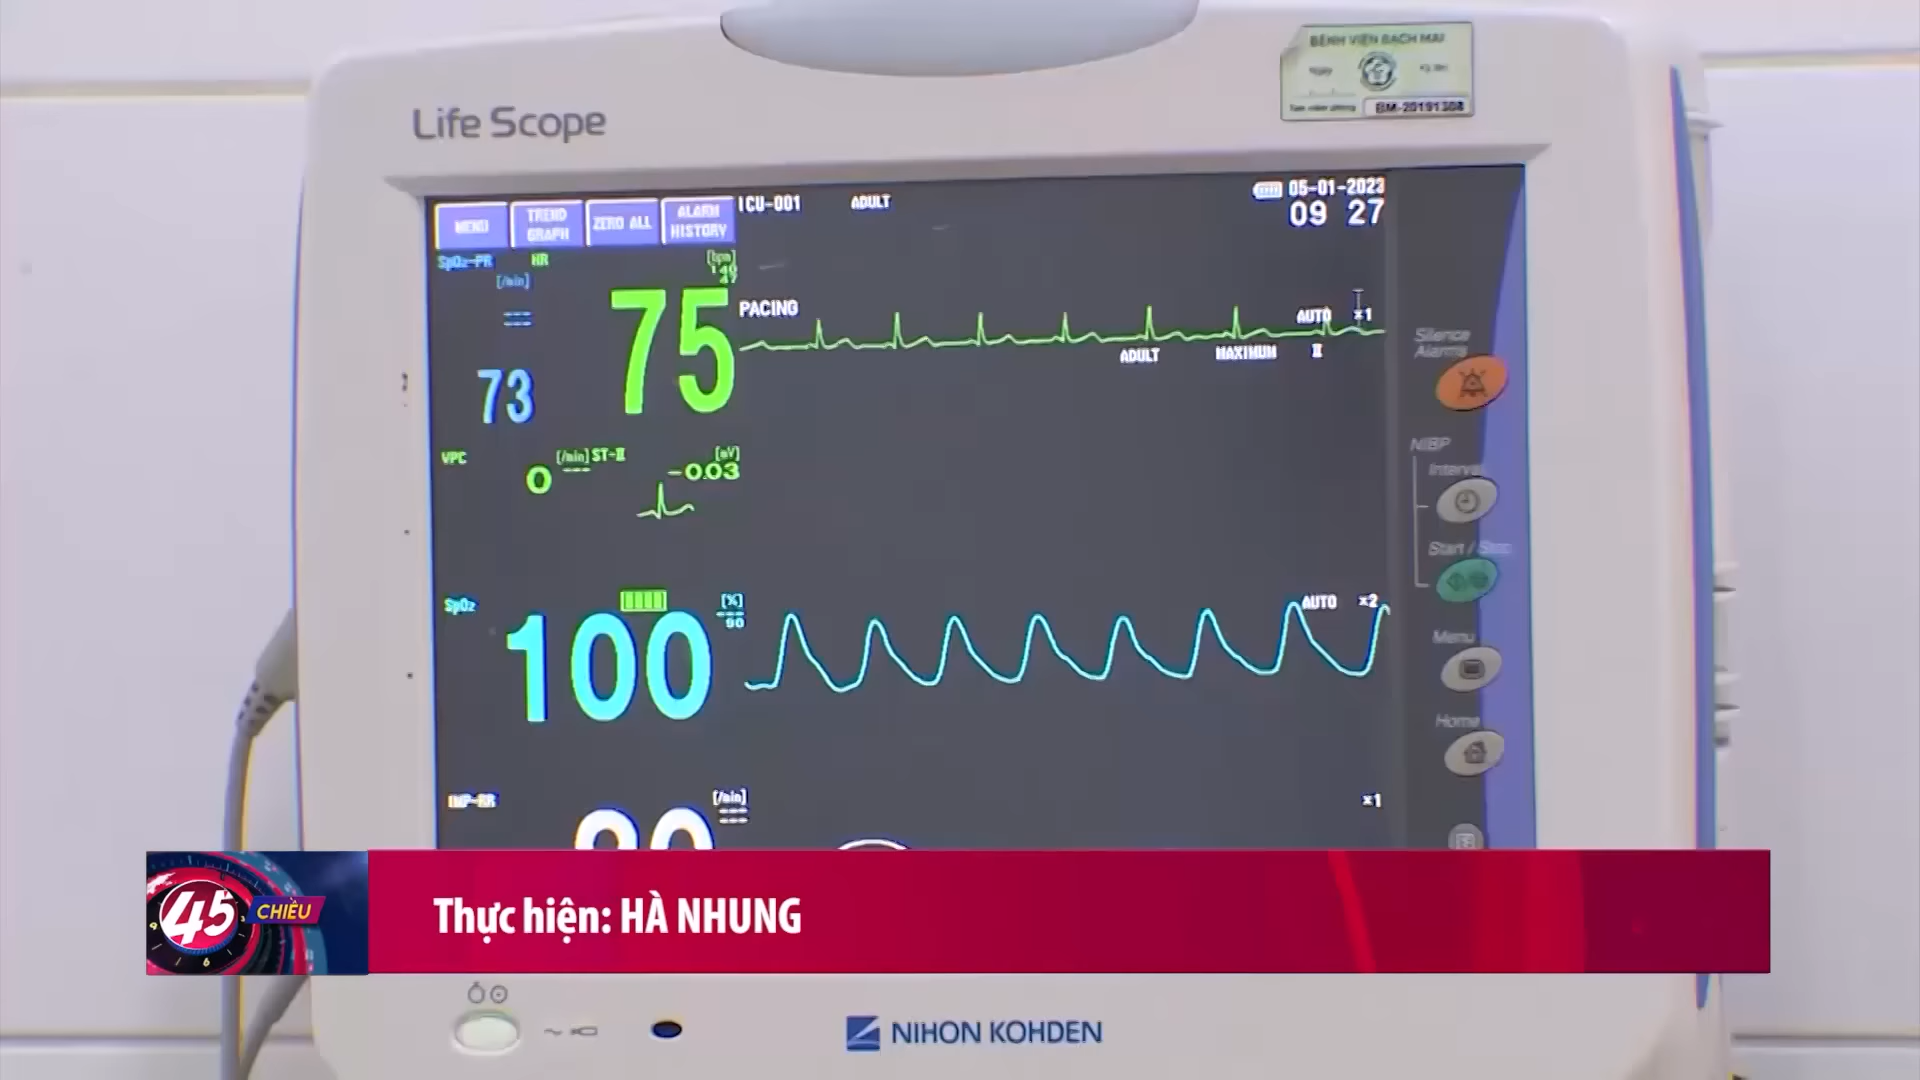 BỆNH VIỆN BẠCH MAI
Ngày
BM-20191308
Life Scope
MENU
TREND GRAPH
ZERO ALL
ALARM HISTORY
ICU-001
ADULT
05-01-2023
09 27
SpO2-PR
HR
[bpm]
140
47
[/min]
75
PACING
AUTO
x1
ADULT
MAXIMUM
II
73
Silence
Alarms
VPC
0
[/min]
ST-II
[mV]
-0.03
NIBP
Interval
Start / Stop
SpO2
[%]
90
100
AUTO
x2
Menu
Home
IMP-RR
[/min]
x1
45
CHIỀU
6
Thực hiện: HÀ NHUNG
NIHON KOHDEN